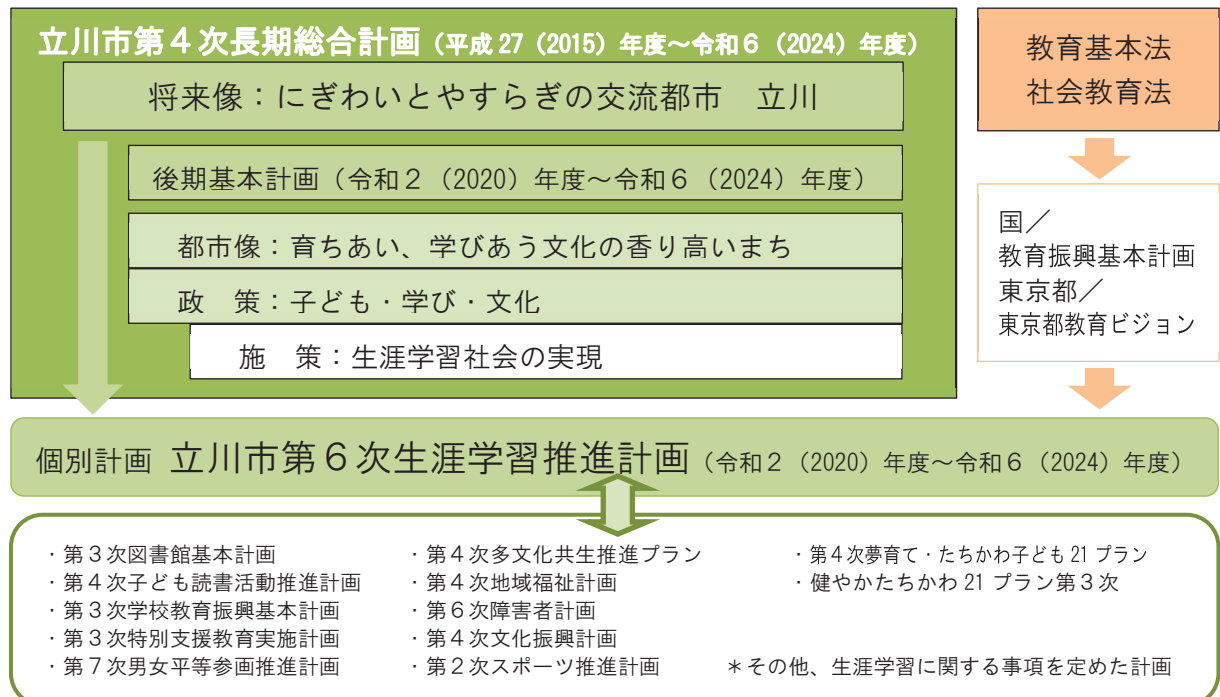 立川市第４次長期総合計画（平成 27（2015）年度～令和６（2024）年度）
将来像：にぎわいとやすらぎの交流都市　立川
後期基本計画（令和２（2020）年度～令和６（2024）年度）
都市像：育ちあい、学びあう文化の香り高いまち
政　策：子ども・学び・文化
施　策：生涯学習社会の実現
教育基本法
社会教育法
国／
教育振興基本計画
東京都／
東京都教育ビジョン
個別計画 立川市第６次生涯学習推進計画（令和２（2020）年度～令和６（2024）年度）
・第３次図書館基本計画
・第４次子ども読書活動推進計画
・第３次学校教育振興基本計画
・第３次特別支援教育実施計画
・第７次男女平等参画推進計画
・第４次多文化共生推進プラン
・第４次地域福祉計画
・第６次障害者計画
・第４次文化振興計画
・第２次スポーツ推進計画
・第４次夢育て・たちかわ子ども 21 プラン
・健やかたちかわ 21 プラン第３次
＊その他、生涯学習に関する事項を定めた計画